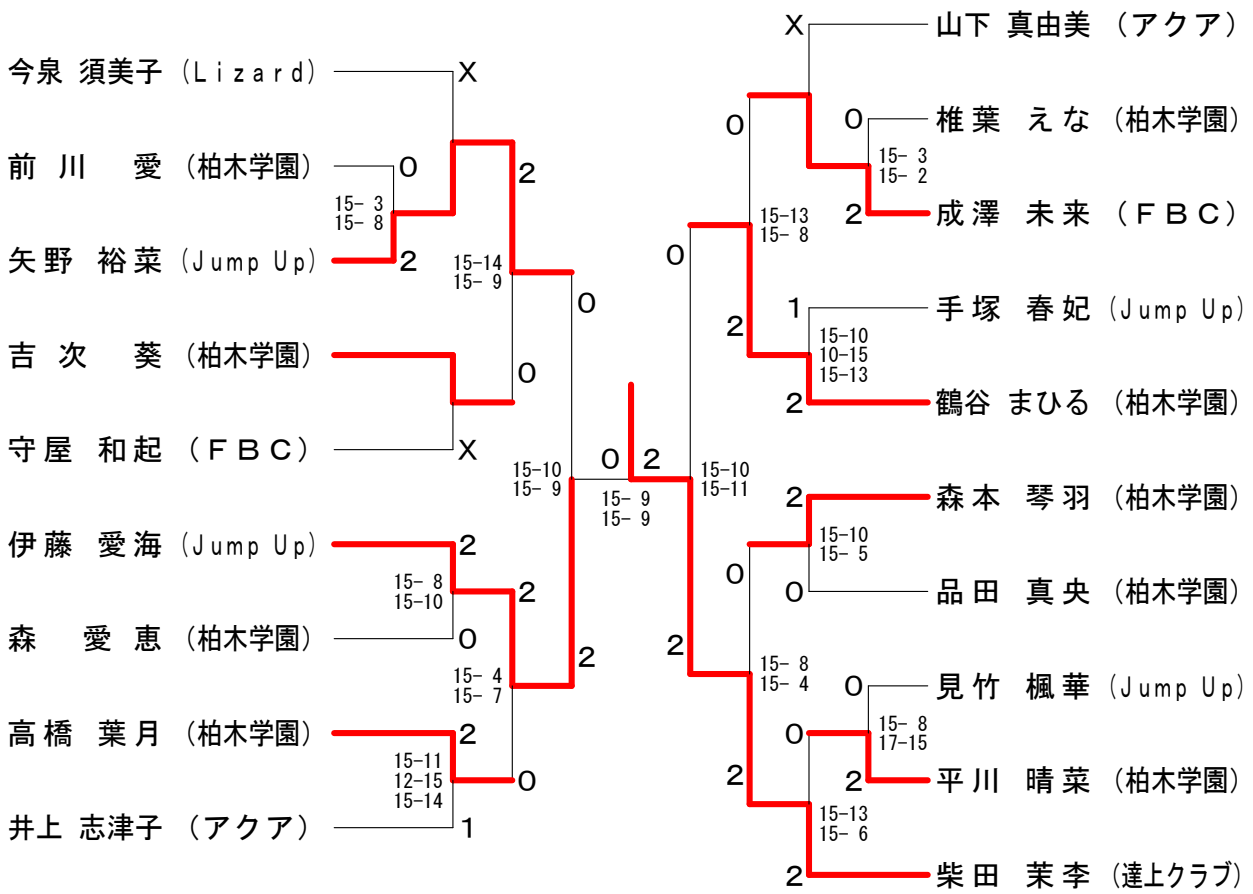 今泉 須美子 (Lizard)
X
前川 愛 (柏木学園)
0
15- 3
15- 8
矢野 裕菜 (Jump Up)
2
2
15-14
15- 9
吉次 葵 (柏木学園)
0
守屋 和起 (FBC)
X
0
15-10
15- 9
伊藤 愛海 (Jump Up)
2
15- 8
15-10
2
森 愛恵 (柏木学園)
0
2
15- 4
15- 7
高橋 葉月 (柏木学園)
2
15-11
12-15
15-14
0
井上 志津子 (アクア)
1
0
2
15- 9
15- 9
X
山下 真由美 (アクア)
0
0
椎葉 えな (柏木学園)
15- 3
15- 2
2
成澤 未来 (FBC)
15-13
15- 8
0
1
手塚 春妃 (Jump Up)
2
15-10
10-15
15-13
2
鶴谷 まひる (柏木学園)
15-10
15-11
2
森本 琴羽 (柏木学園)
15-10
15- 5
0
0
品田 真央 (柏木学園)
2
15- 8
15- 4
0
見竹 楓華 (Jump Up)
0
15- 8
17-15
2
2
平川 晴菜 (柏木学園)
15-13
15- 6
2
柴田 茉李 (達上クラブ)